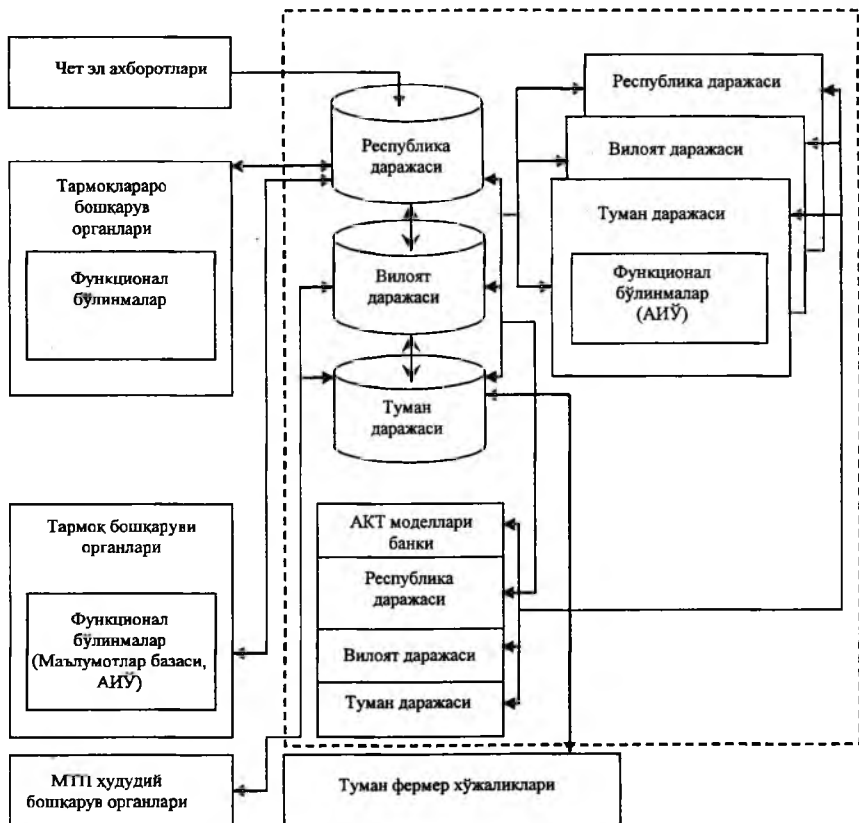 Чет эл ахборотлари
Республика
даражаси
Республика даражаси
Вилоят даражаси
Туман даражаси
Функционал
бўлинмалар
(АИЎ)
Тармоқлараро
бошқарув
органлари
Функционал
бўлинмалар
Вилоят
даражаси
Туман
даражаси
Тармоқ бошқаруви
органлари
Функционал
бўлинмалар
(Маълумотлар базаси,
АИЎ)
АКТ моделлари
банки
Республика
даражаси
Вилоят даражаси
Туман даражаси
МТП ҳудудий
бошқарув органлари
Туман фермер хўжаликлари